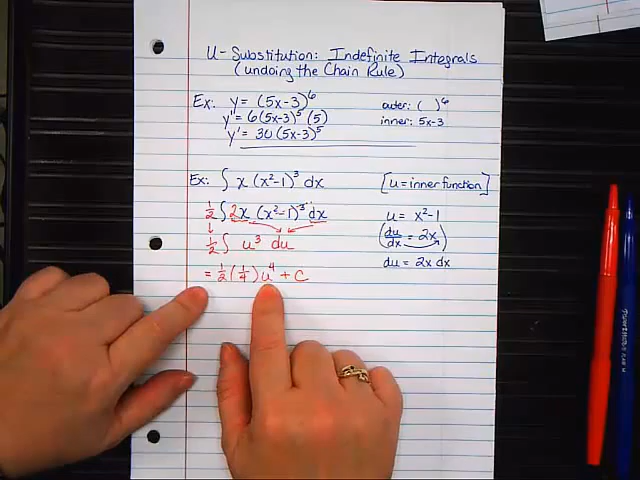 U-Substitution: Indefinite Integrals
(undoing the Chain Rule)
Ex: y = (5x-3)⁶
outer: ( )⁶
y' = 6(5x-3)⁵ (5)
inner: 5x-3
y' = 30(5x-3)⁵
Ex: ∫ x (x²-1)³ dx
[u = inner function]
½ ∫ 2x (x²-1)³ dx
u = x²-1
½ ∫ u³ du
(du/dx = 2x)
du = 2x dx
= ½ (¼) u⁴ + C